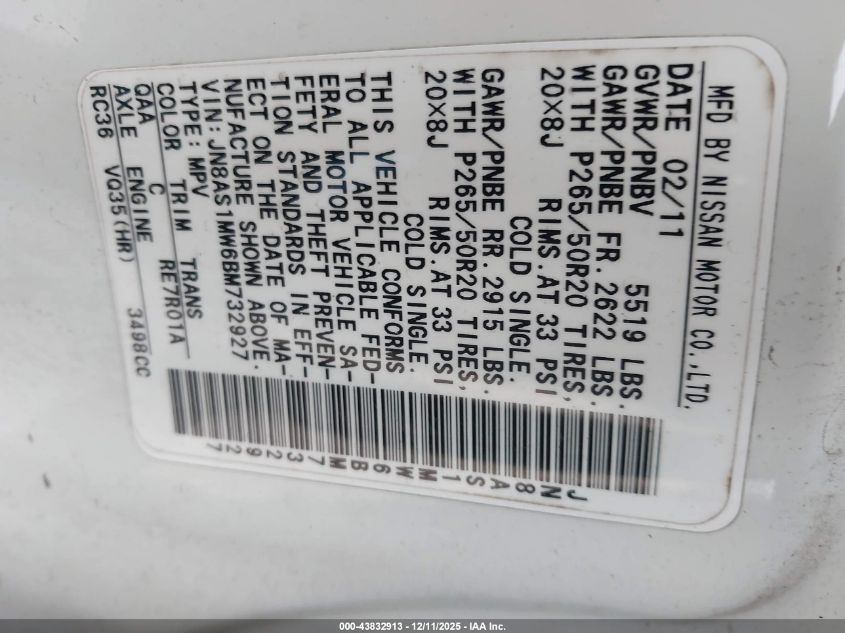 MFD BY NISSAN MOTOR CO.,LTD.
DATE 02/11
GVWR/PNBV 5519 LBS.
GAWR/PNBE FR. 2622 LBS.
WITH P265/50R20 TIRES,
20X8J RIMS.AT 33 PSI
COLD SINGLE.
GAWR/PNBE RR. 2915 LBS.
WITH P265/50R20 TIRES,
20X8J RIMS.AT 33 PSI
COLD SINGLE.
THIS VEHICLE CONFORMS
TO ALL APPLICABLE FED-
ERAL MOTOR VEHICLE SA-
FETY AND THEFT PREVEN-
TION STANDARDS IN EFF-
ECT ON THE DATE OF MA-
NUFACTURE SHOWN ABOVE.
VIN: JN8AS1MW6BM732927
TYPE: MPV
COLOR TRIM TRANS
QAA C RE7R01A
AXLE ENGINE
RC36 VQ35(HR) 3498CC
JN8AS1MW6BM732927
000-43832913 - 12/11/2025 - IAA Inc.